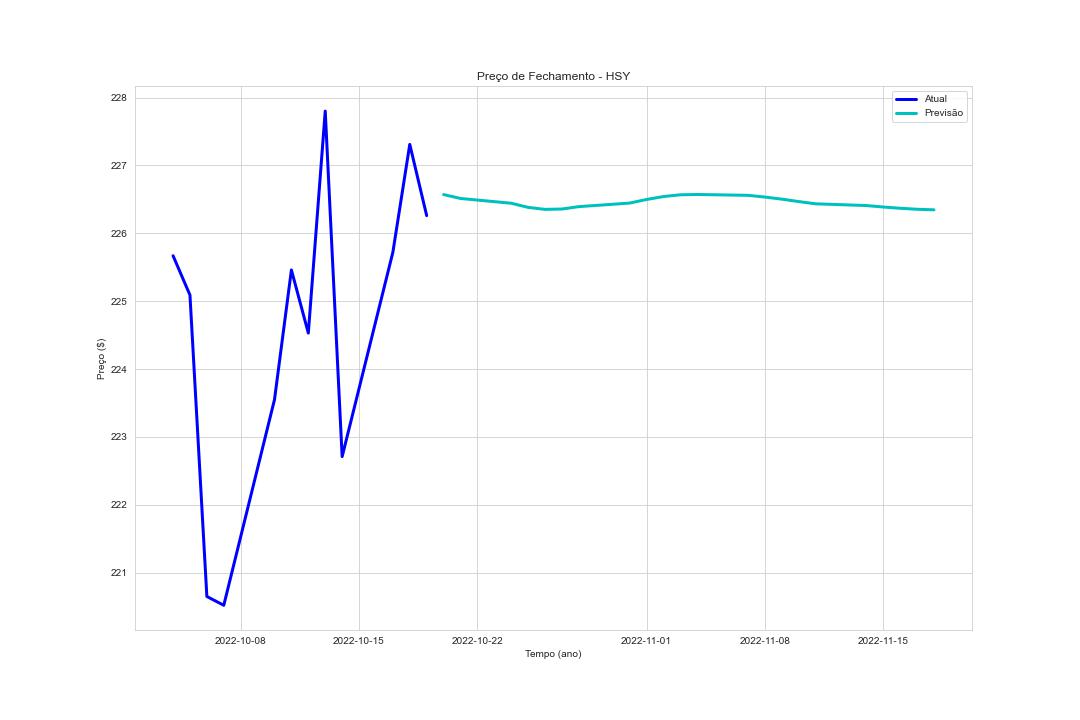 Preço de Fechamento - HSY
Atual
Previsão
228
227
226
225
224
223
222
221
Preço ($)
2022-10-08
2022-10-15
2022-10-22
2022-11-01
2022-11-08
2022-11-15
Tempo (ano)